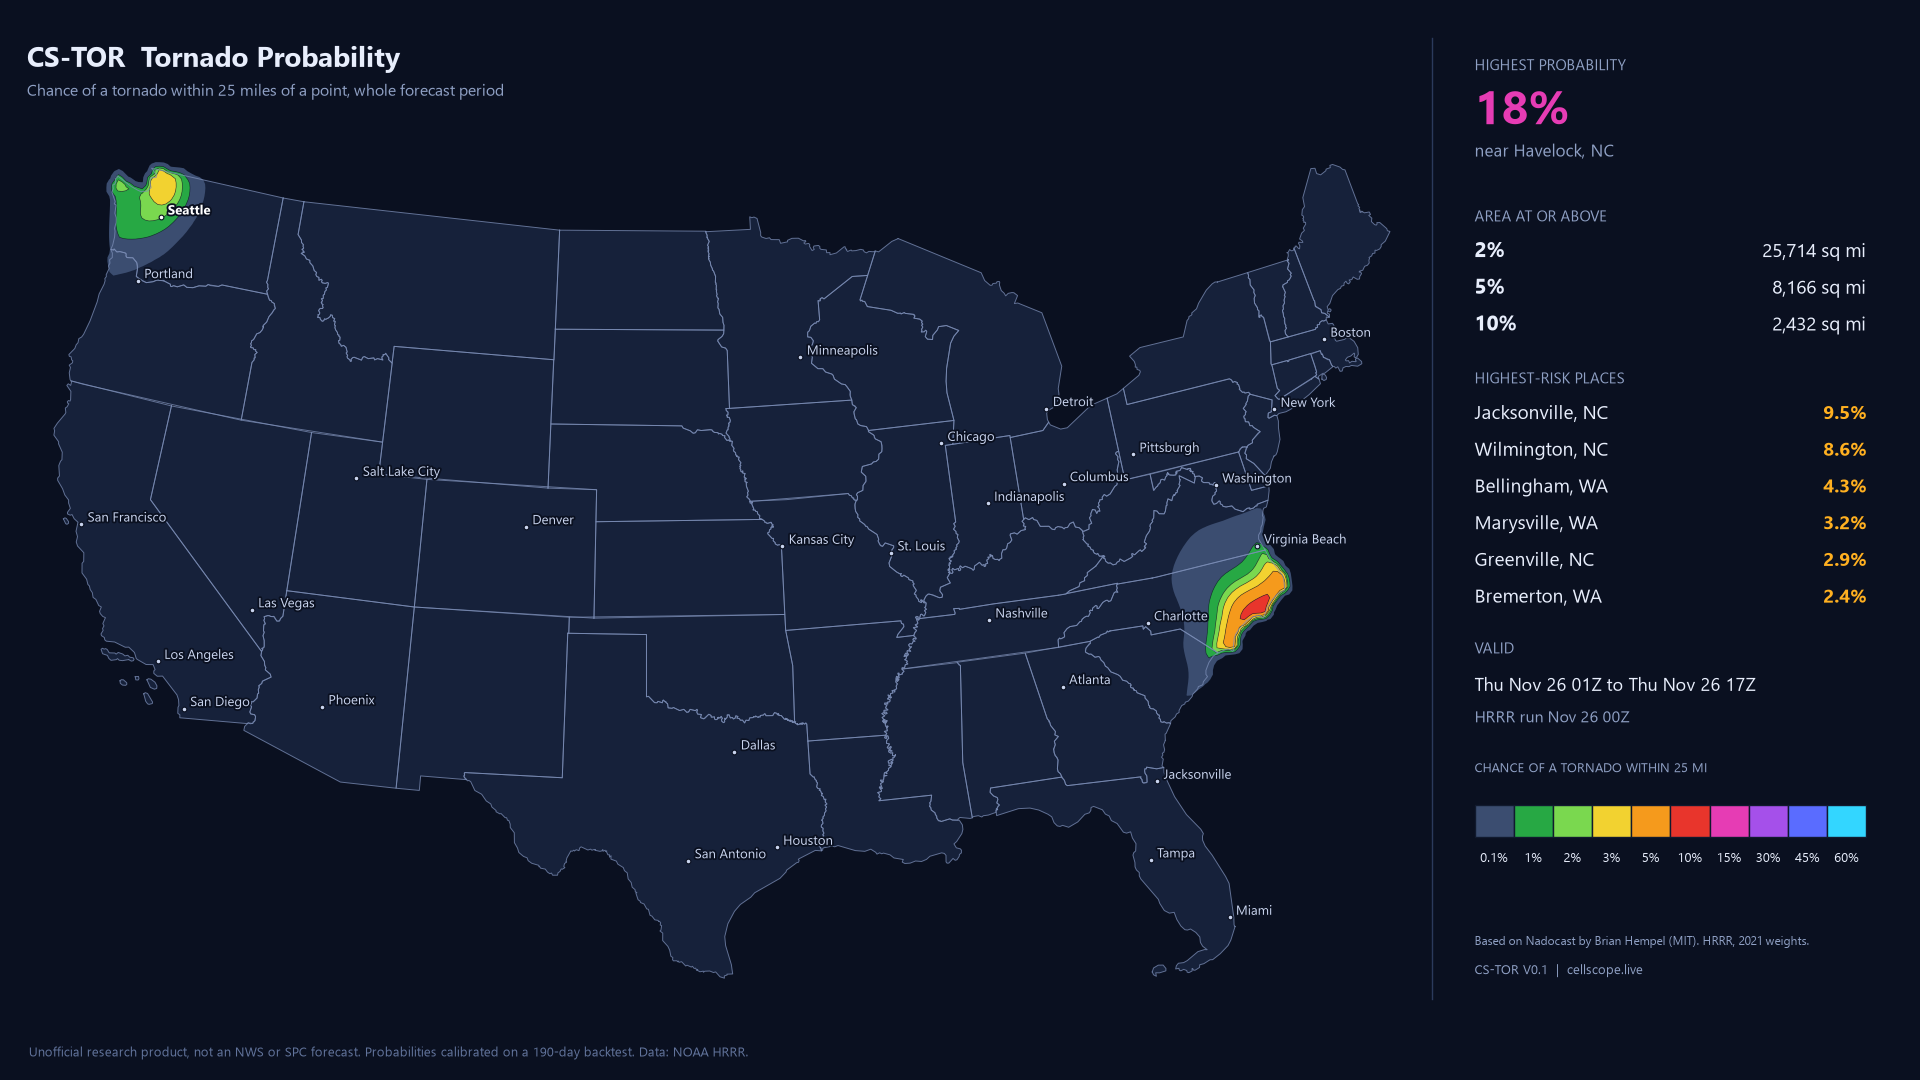 CS-TOR  Tornado Probability
Chance of a tornado within 25 miles of a point, whole forecast period
Seattle
Portland
Minneapolis
Boston
Detroit
New York
Chicago
Pittsburgh
Salt Lake City
Columbus
Washington
Indianapolis
San Francisco
Denver
Kansas City
St. Louis
Virginia Beach
Las Vegas
Nashville
Charlotte
Los Angeles
Atlanta
San Diego
Phoenix
Dallas
Jacksonville
Houston
San Antonio
Tampa
Miami
HIGHEST PROBABILITY
18%
near Havelock, NC
AREA AT OR ABOVE
2% 25,714 sq mi
5% 8,166 sq mi
10% 2,432 sq mi
HIGHEST-RISK PLACES
Jacksonville, NC 9.5%
Wilmington, NC 8.6%
Bellingham, WA 4.3%
Marysville, WA 3.2%
Greenville, NC 2.9%
Bremerton, WA 2.4%
VALID
Thu Nov 26 01Z to Thu Nov 26 17Z
HRRR run Nov 26 00Z
CHANCE OF A TORNADO WITHIN 25 MI
0.1% 1% 2% 3% 5% 10% 15% 30% 45% 60%
Based on Nadocast by Brian Hempel (MIT). HRRR, 2021 weights.
CS-TOR V0.1 | cellscope.live
Unofficial research product, not an NWS or SPC forecast. Probabilities calibrated on a 190-day backtest. Data: NOAA HRRR.